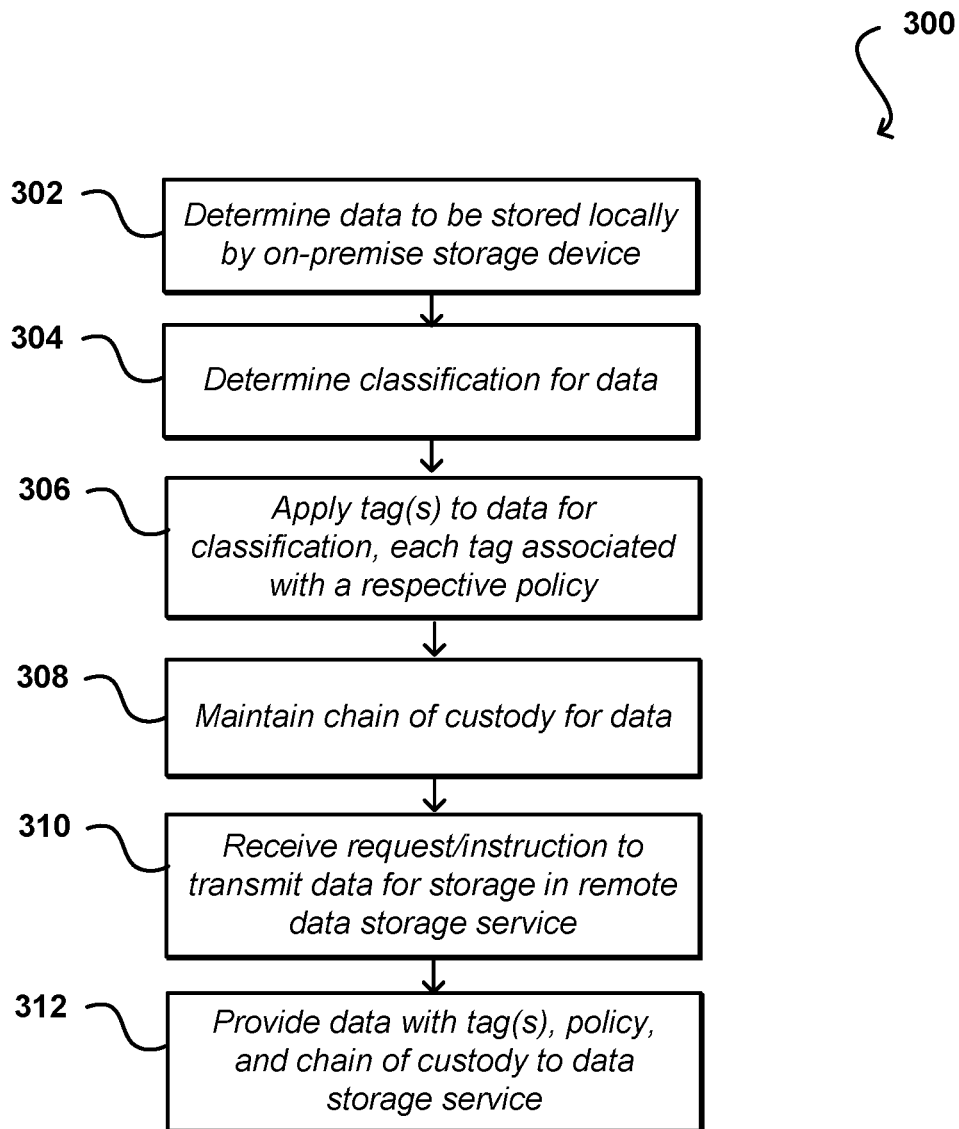 300
302
Determine data to be stored locally
by on-premise storage device
304
Determine classification for data
306
Apply tag(s) to data for
classification, each tag associated
with a respective policy
308
Maintain chain of custody for data
310
Receive request/instruction to
transmit data for storage in remote
data storage service
312
Provide data with tag(s), policy,
and chain of custody to data
storage service